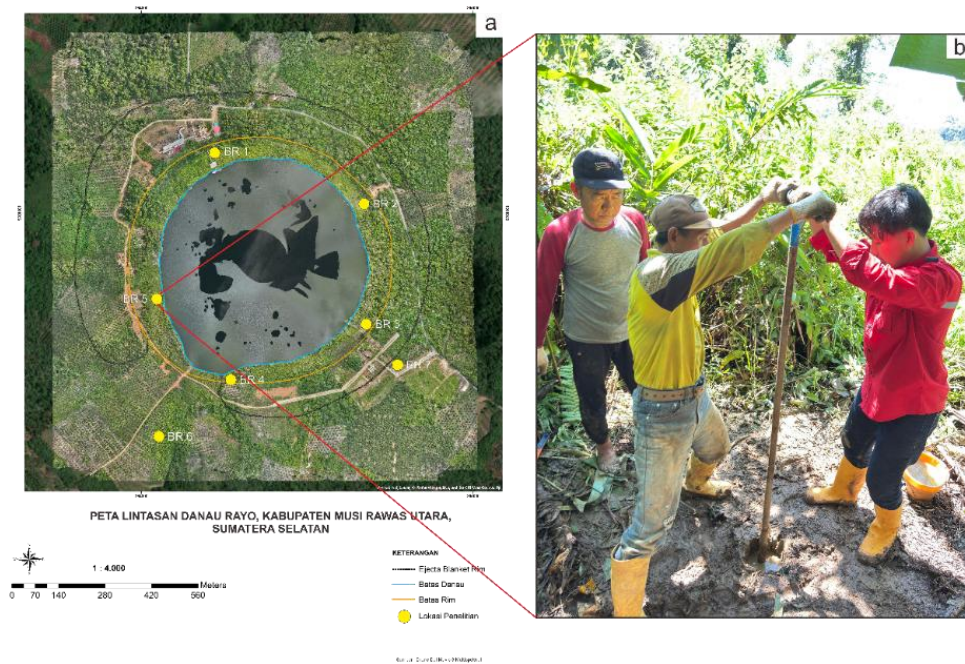 a
b
BR 1
BR 2
BR 5
BR 3
BR 7
BR 6
PETA LINTASAN DANAU RAYO, KABUPATEN MUSI RAWAS UTARA,
SUMATERA SELATAN
1 : 4.000
0 70 140 280 420 560 Meters
KETERANGAN
Ejecta Blanket Rim
Batas Danau
Batas Rim
Lokasi Penelitian